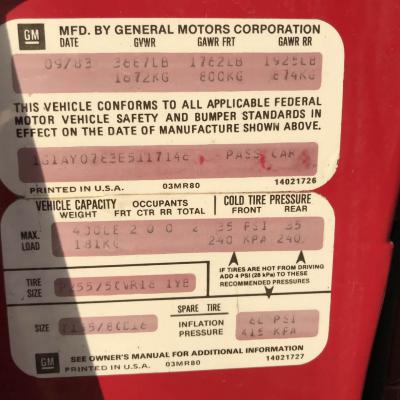 GM MFD. BY GENERAL MOTORS CORPORATION
DATE GVWR GAWR FRT GAWR RR
09/83 3667LB 1762LB 1925LB
1672KG 800KG 874KG
THIS VEHICLE CONFORMS TO ALL APPLICABLE FEDERAL
MOTOR VEHICLE SAFETY AND BUMPER STANDARDS IN
EFFECT ON THE DATE OF MANUFACTURE SHOWN ABOVE.
PASS CAR
PRINTED IN U.S.A. 03MR80 14021726
VEHICLE CAPACITY OCCUPANTS COLD TIRE PRESSURE
WEIGHT FRT CTR RR TOTAL FRONT REAR
MAX. 400LB 2 0 0 2 35 PSI 35
LOAD 181KG 240 KPA 240
TIRE
SIZE
IF TIRES ARE HOT FROM DRIVING
ADD 4 PSI (28 kPa) TO THESE
RECOMMENDED PRESSURES
SPARE TIRE
SIZE INFLATION 60 PSI
PRESSURE 415 KPA
GM SEE OWNER'S MANUAL FOR ADDITIONAL INFORMATION
PRINTED IN U.S.A. 03MR80 14021727